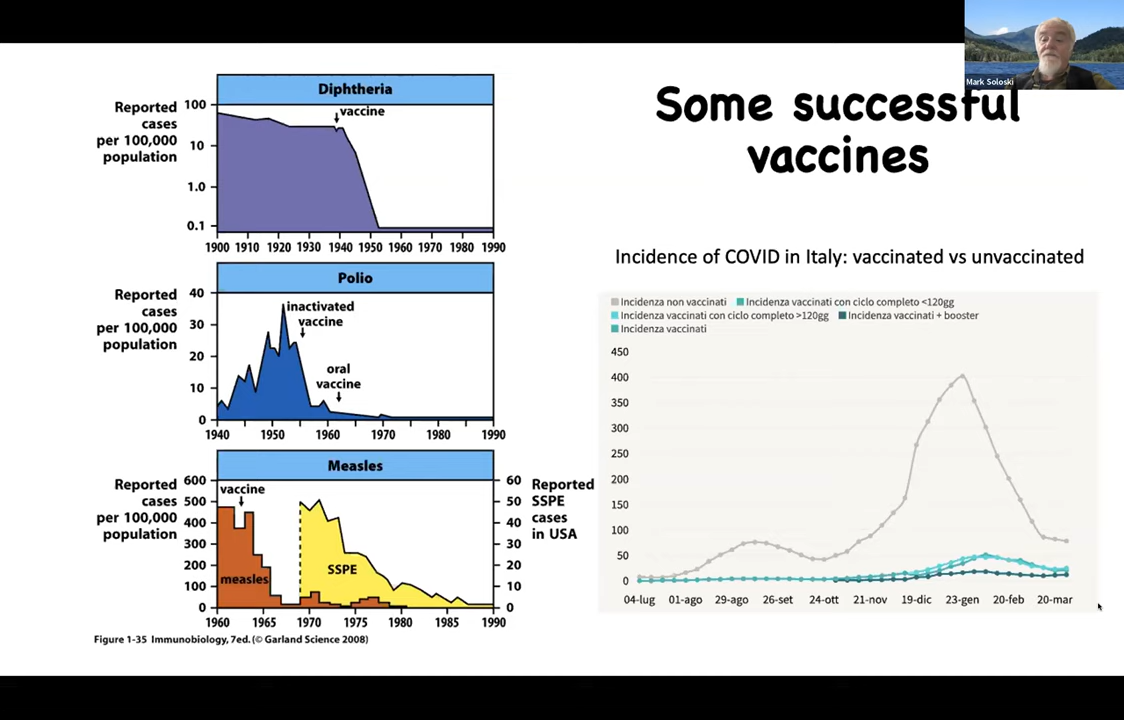 Mark Soloski
Some successful
vaccines
Diphtheria
Reported
cases
per 100,000
population
100
10
1.0
0.1
vaccine
1900 1910 1920 1930 1940 1950 1960 1970 1980 1990
Polio
Reported
cases
per 100,000
population
40
30
20
10
0
inactivated
vaccine
oral
vaccine
1940 1950 1960 1970 1980 1990
Measles
Reported
cases
per 100,000
population
600
500
400
300
200
100
0
vaccine
measles
SSPE
60
50
40
30
20
10
0
Reported
SSPE
cases
in USA
1960 1965 1970 1975 1980 1985 1990
Figure 1-35 Immunobiology, 7ed. (© Garland Science 2008)
Incidence of COVID in Italy: vaccinated vs unvaccinated
Incidenza non vaccinati Incidenza vaccinati con ciclo completo <120gg
Incidenza vaccinati con ciclo completo >120gg Incidenza vaccinati + booster
Incidenza vaccinati
450
400
350
300
250
200
150
100
50
0
04-lug 01-ago 29-ago 26-set 24-ott 21-nov 19-dic 23-gen 20-feb 20-mar